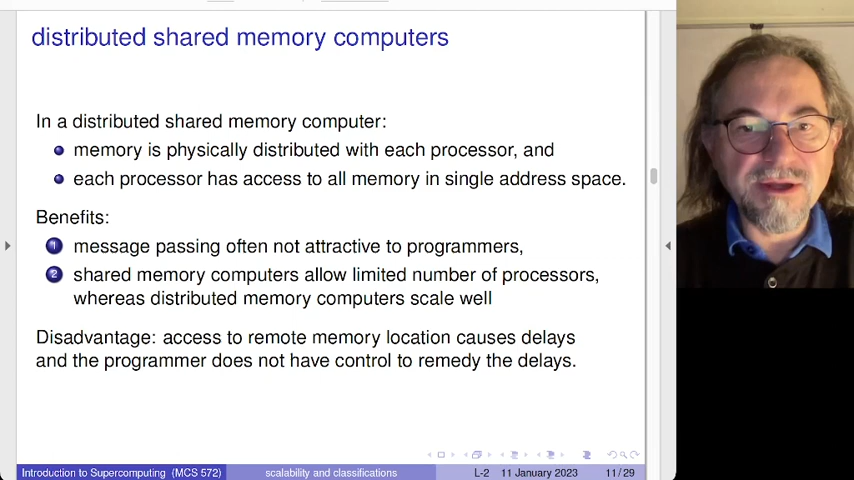 distributed shared memory computers
In a distributed shared memory computer:
memory is physically distributed with each processor, and
each processor has access to all memory in single address space.
Benefits:
1 message passing often not attractive to programmers,
2 shared memory computers allow limited number of processors,
whereas distributed memory computers scale well
Disadvantage: access to remote memory location causes delays
and the programmer does not have control to remedy the delays.
Introduction to Supercomputing (MCS 572) scalability and classifications L-2 11 January 2023 11 / 29